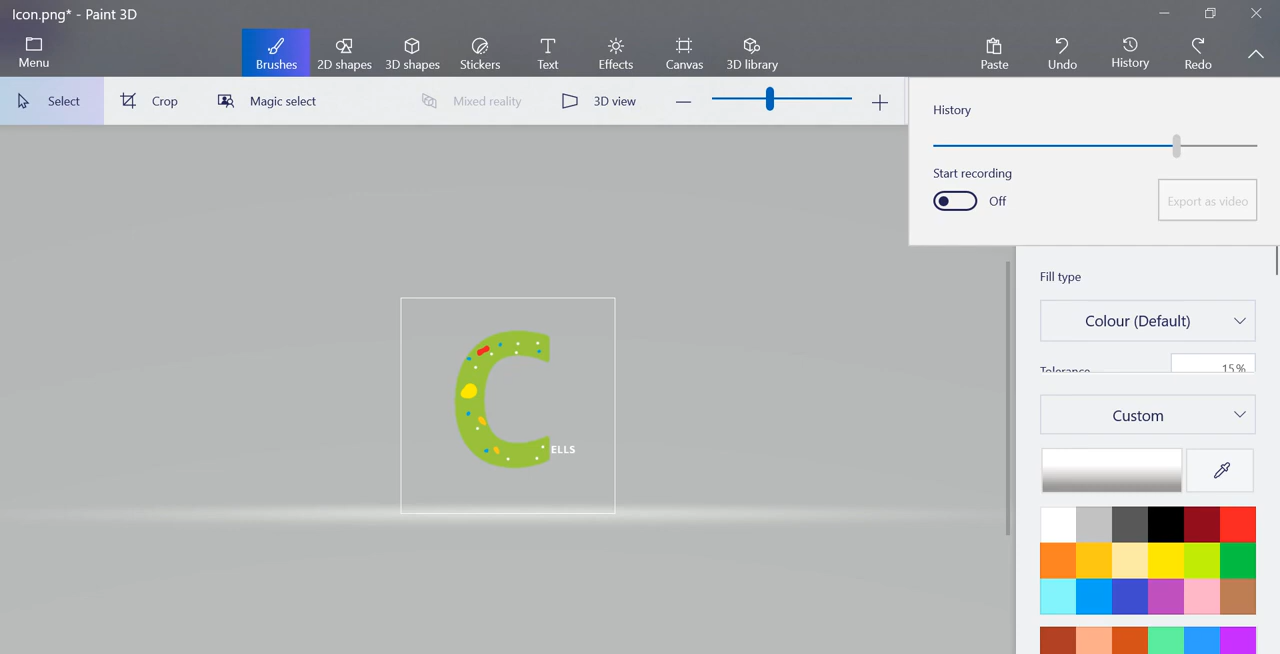 Icon.png* - Paint 3D
Menu
Brushes
2D shapes
3D shapes
Stickers
Text
Effects
Canvas
3D library
Paste
Undo
History
Redo
Select
Crop
Magic select
Mixed reality
3D view
History
Start recording
Off
Export as video
Fill type
Colour (Default)
Tolerance
15%
Custom
C
ELLS